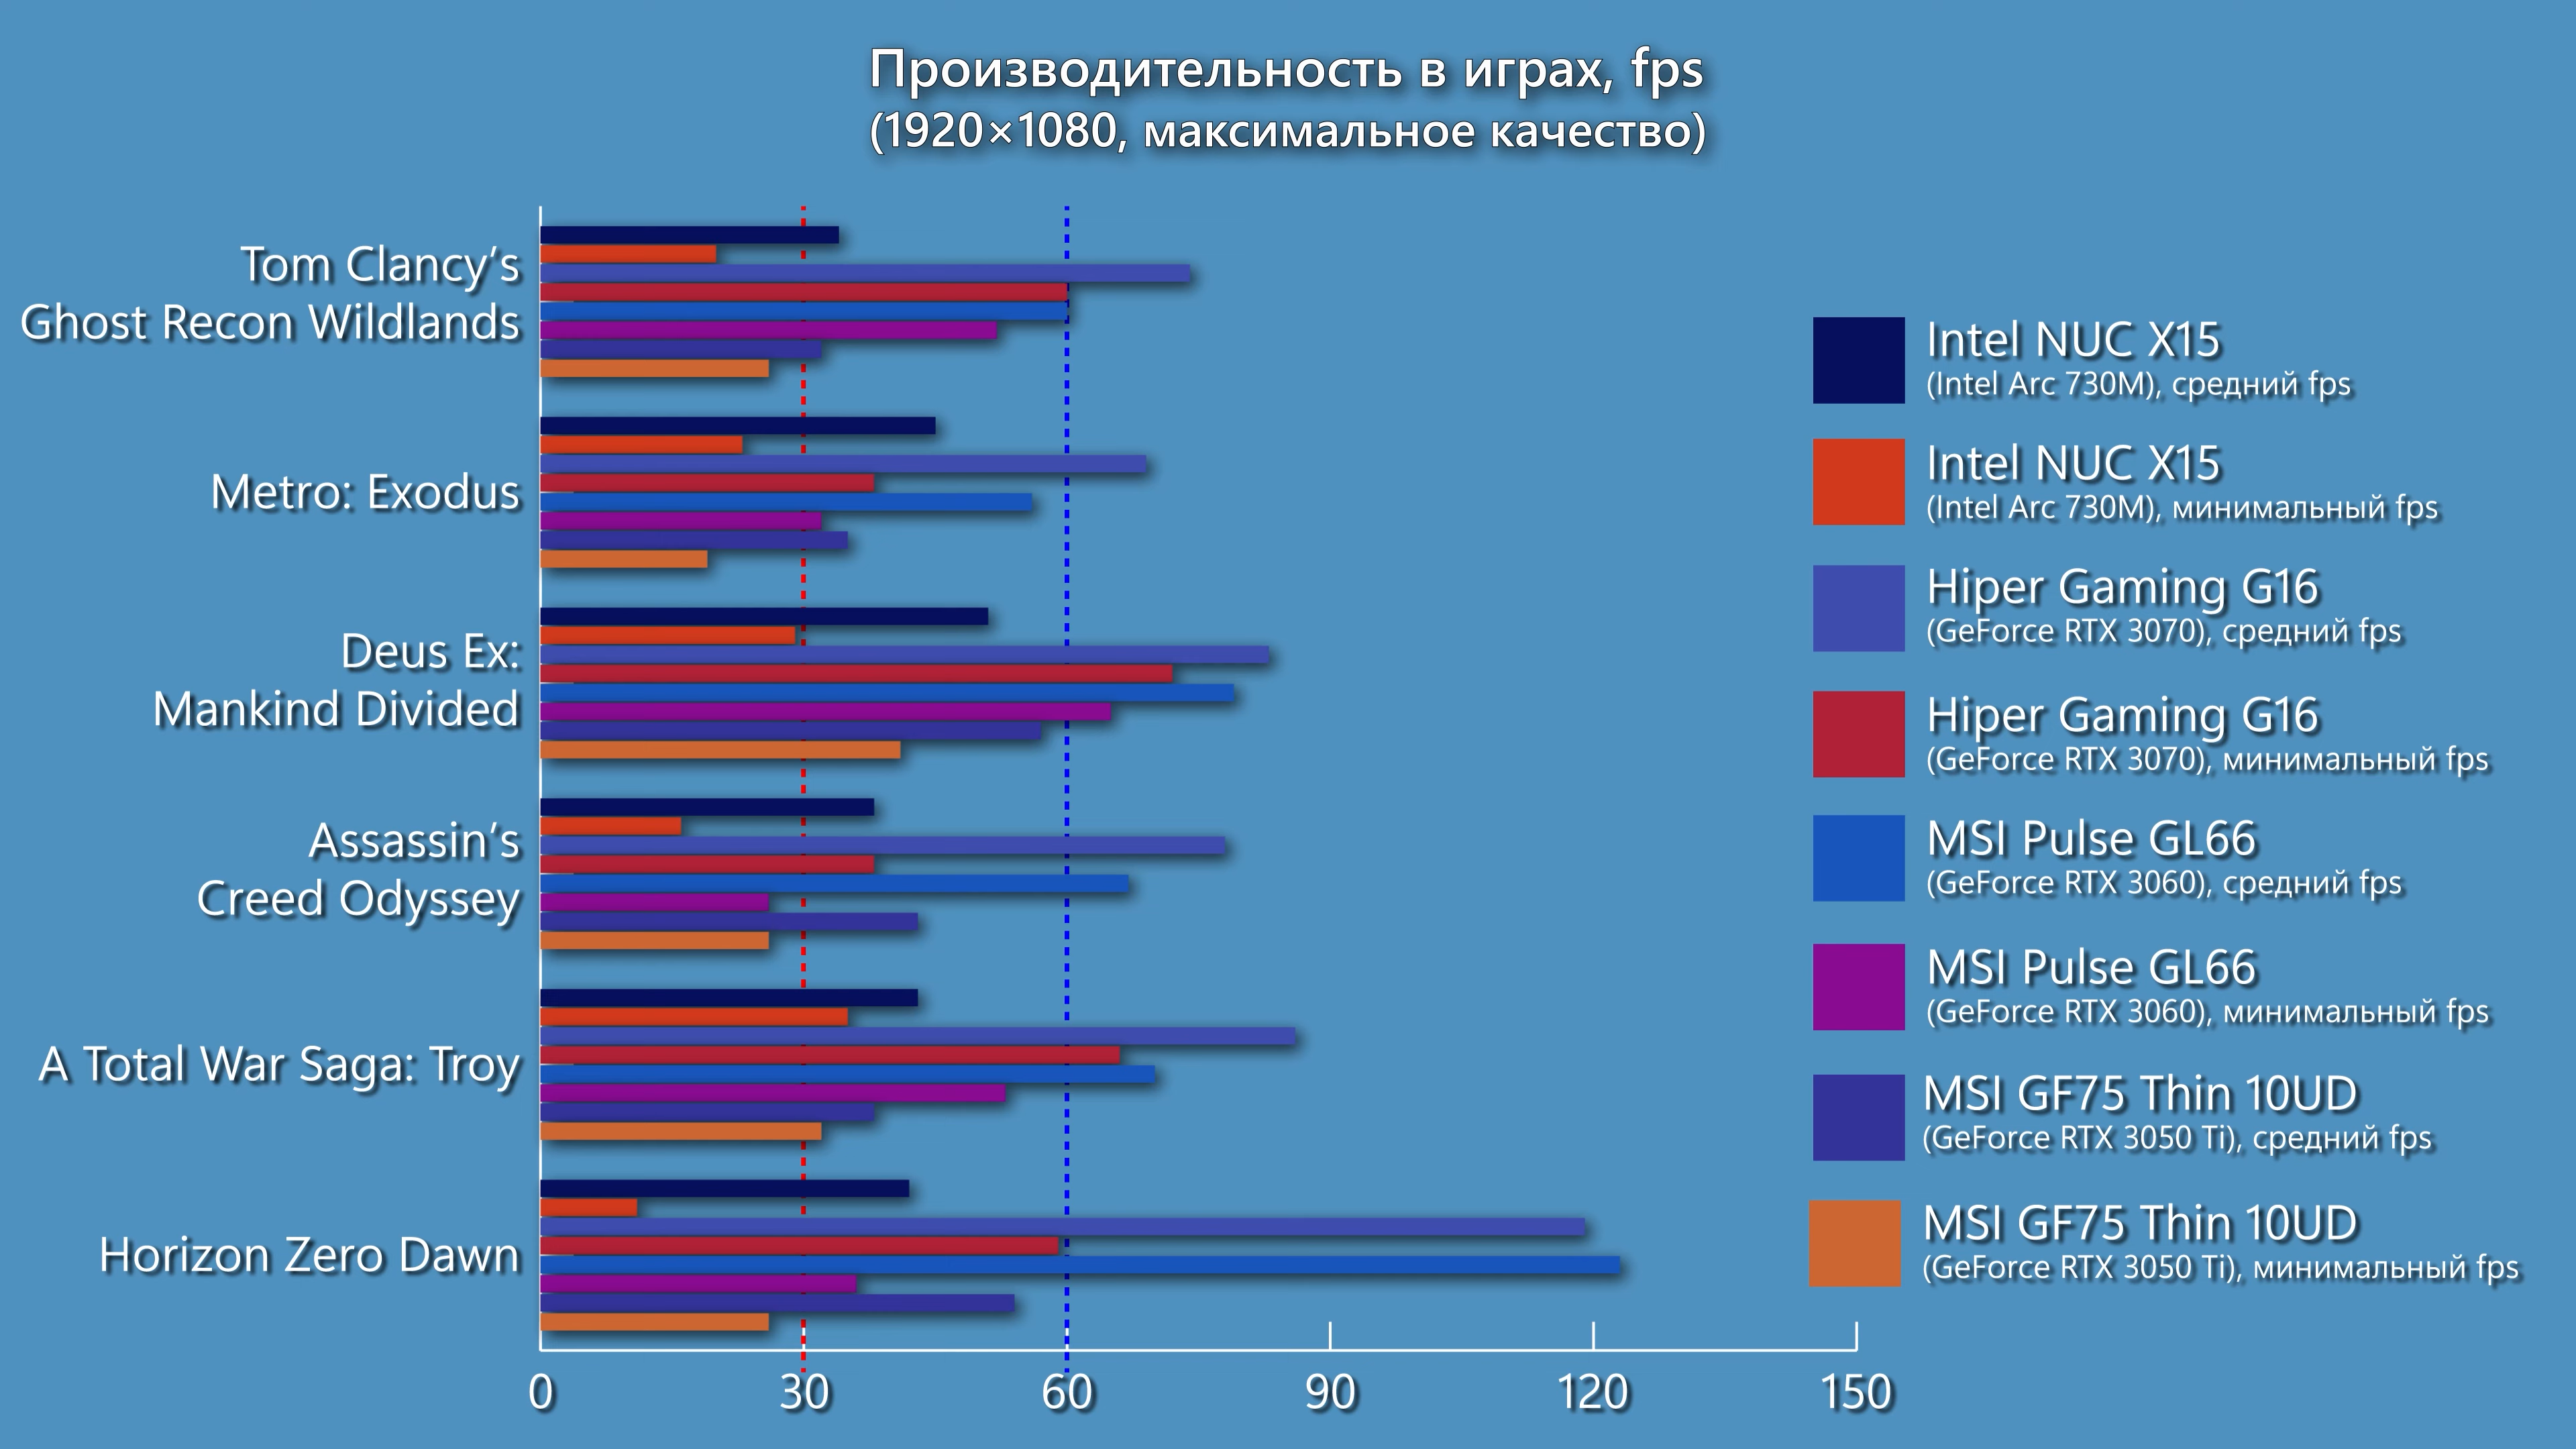 Производительность в играх, fps
(1920×1080, максимальное качество)
Tom Clancy’s
Ghost Recon Wildlands
Metro: Exodus
Deus Ex:
Mankind Divided
Assassin’s
Creed Odyssey
A Total War Saga: Troy
Horizon Zero Dawn
0 30 60 90 120 150
Intel NUC X15
(Intel Arc 730M), средний fps
Intel NUC X15
(Intel Arc 730M), минимальный fps
Hiper Gaming G16
(GeForce RTX 3070), средний fps
Hiper Gaming G16
(GeForce RTX 3070), минимальный fps
MSI Pulse GL66
(GeForce RTX 3060), средний fps
MSI Pulse GL66
(GeForce RTX 3060), минимальный fps
MSI GF75 Thin 10UD
(GeForce RTX 3050 Ti), средний fps
MSI GF75 Thin 10UD
(GeForce RTX 3050 Ti), минимальный fps